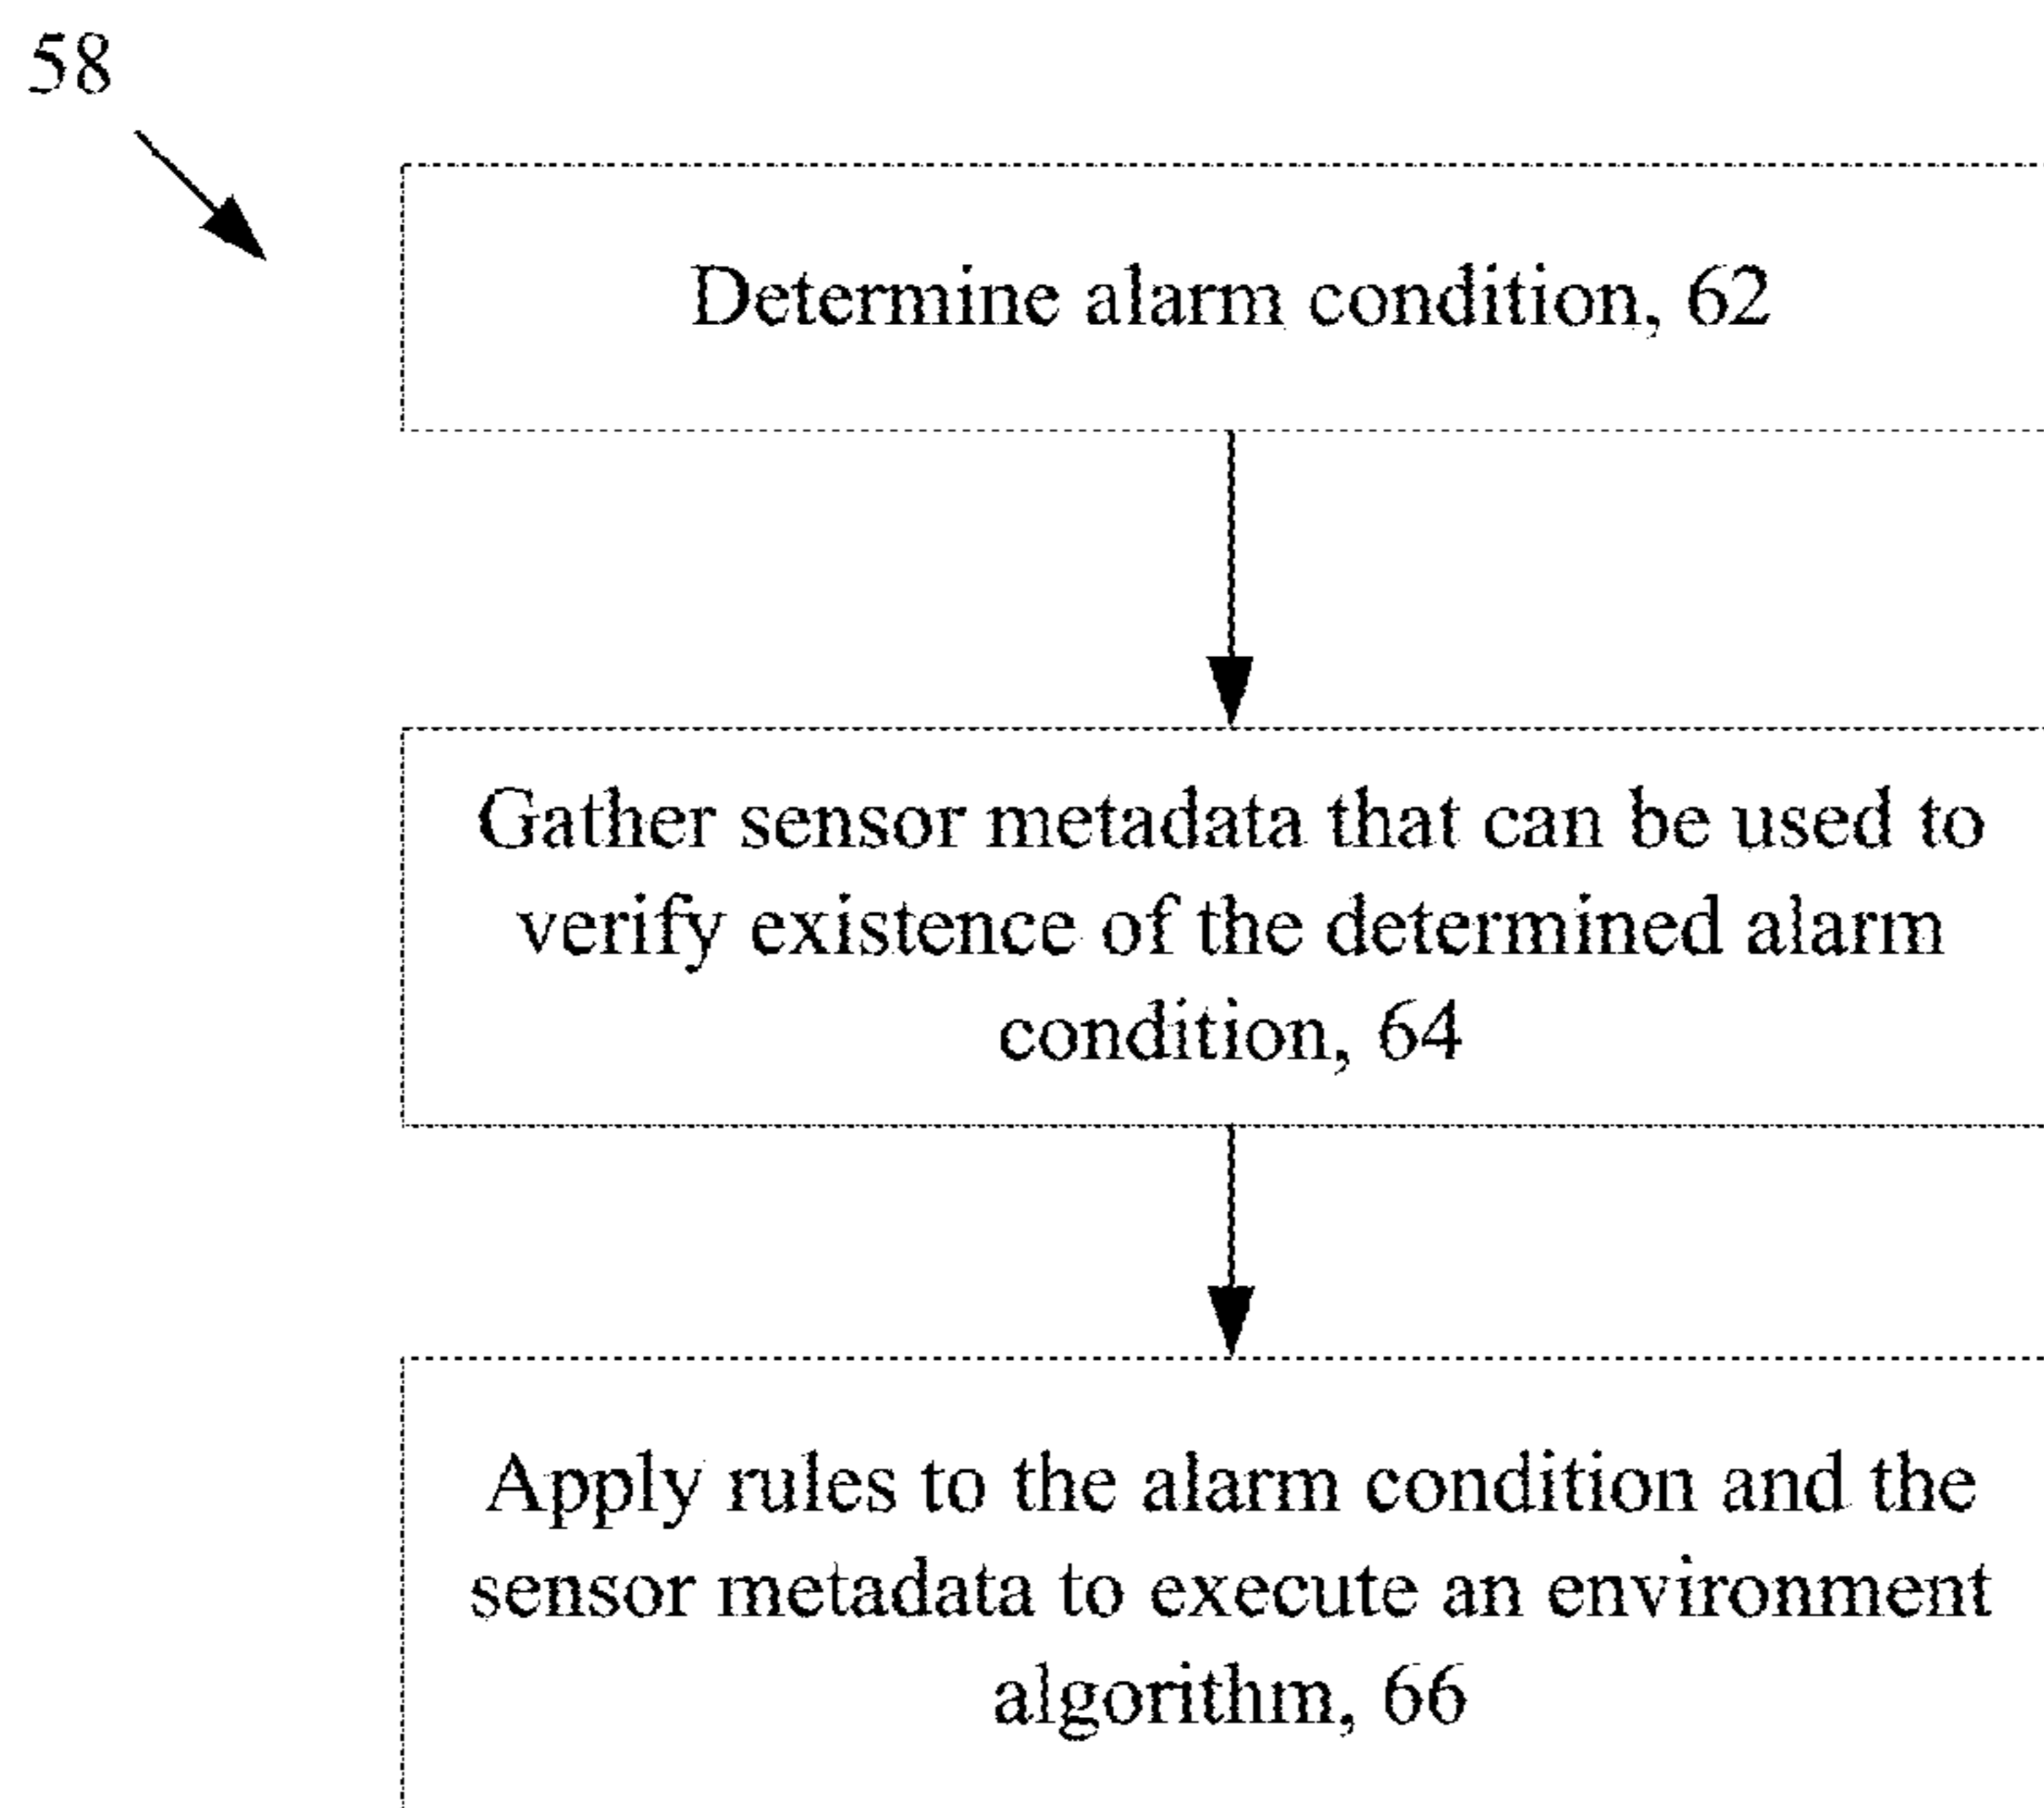 58
Determine alarm condition, 62
Gather sensor metadata that can be used to
verify existence of the determined alarm
condition, 64
Apply rules to the alarm condition and the
sensor metadata to execute an environment
algorithm, 66